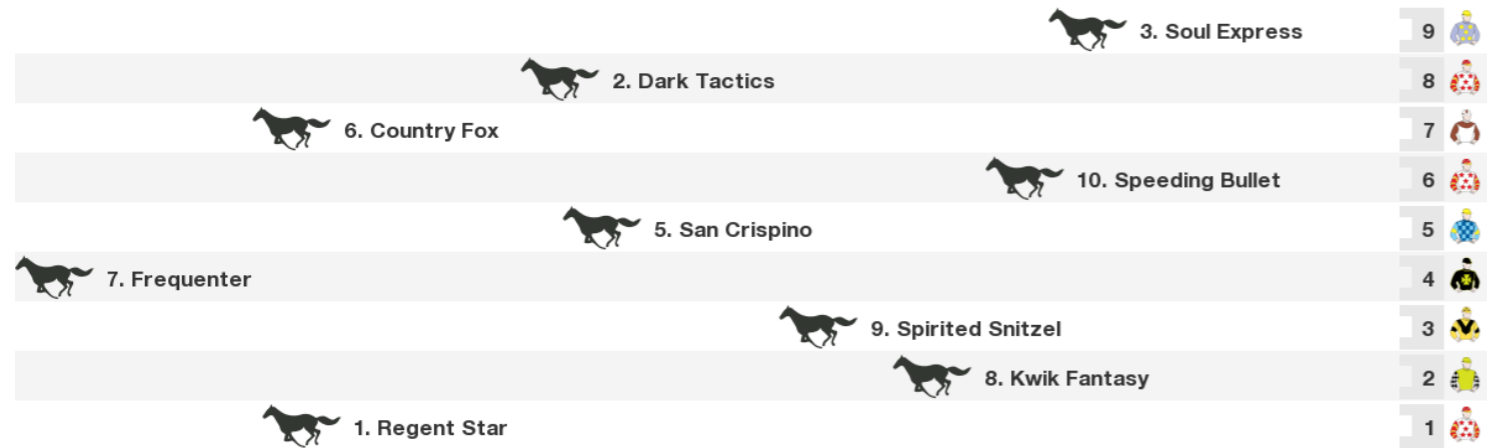 3. Soul Express 9
2. Dark Tactics 8
6. Country Fox 7
10. Speeding Bullet 6
5. San Crispino 5
7. Frequenter 4
9. Spirited Snitzel 3
8. Kwik Fantasy 2
1. Regent Star 1